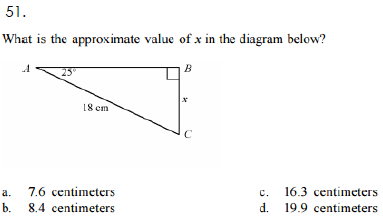 51.
What is the approximate value of x in the diagram below?
A 25° B
x
18 cm
C
a. 7.6 centimeters c. 16.3 centimeters
b. 8.4 centimeters d. 19.9 centimeters